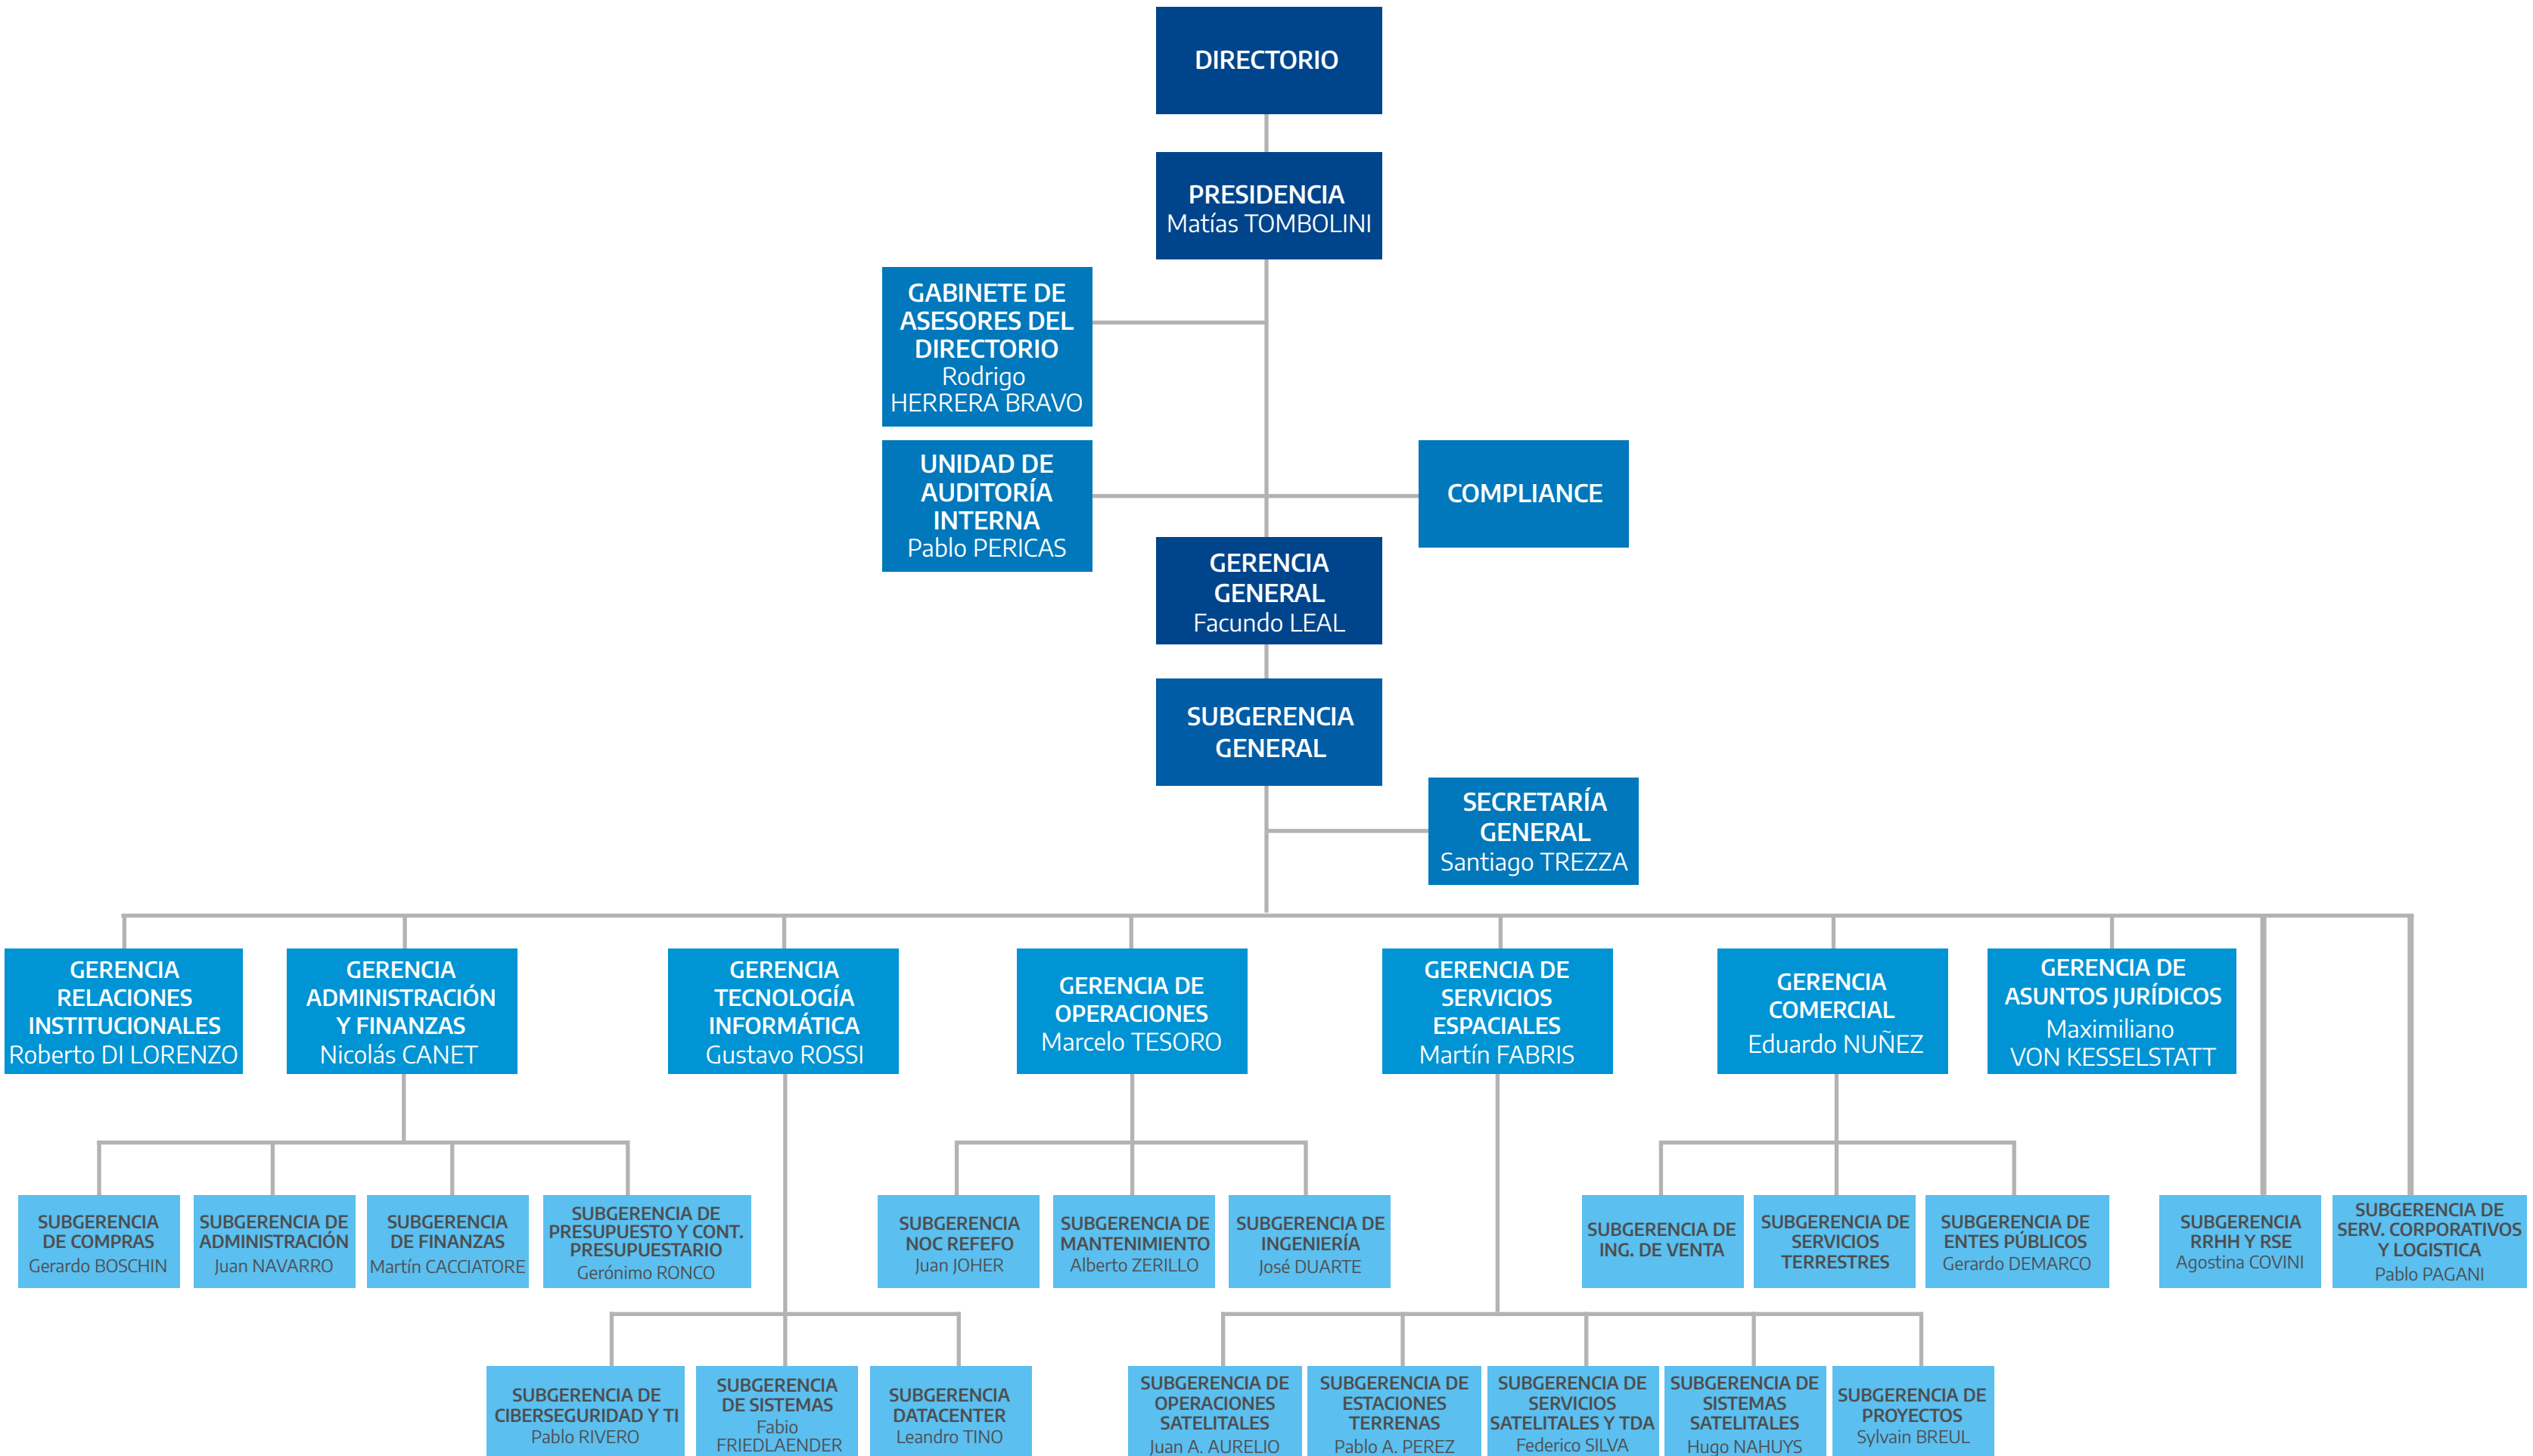 DIRECTORIO
PRESIDENCIA
Matías TOMBOLINI
GABINETE DE
ASESORES DEL
DIRECTORIO
Rodrigo
HERRERA BRAVO
UNIDAD DE
AUDITORÍA
INTERNA
Pablo PERICAS
COMPLIANCE
GERENCIA
GENERAL
Facundo LEAL
SUBGERENCIA
GENERAL
SECRETARÍA
GENERAL
Santiago TREZZA
GERENCIA
RELACIONES
INSTITUCIONALES
Roberto DI LORENZO
GERENCIA
ADMINISTRACIÓN
Y FINANZAS
Nicolás CANET
GERENCIA
TECNOLOGÍA
INFORMÁTICA
Gustavo ROSSI
GERENCIA DE
OPERACIONES
Marcelo TESORO
GERENCIA DE
SERVICIOS
ESPACIALES
Martín FABRIS
GERENCIA
COMERCIAL
Eduardo NUÑEZ
GERENCIA DE
ASUNTOS JURÍDICOS
Maximiliano
VON KESSELSTATT
SUBGERENCIA
DE COMPRAS
Gerardo BOSCHIN
SUBGERENCIA DE
ADMINISTRACIÓN
Juan NAVARRO
SUBGERENCIA
DE FINANZAS
Martín CACCIATORE
SUBGERENCIA DE
PRESUPUESTO Y CONT.
PRESUPUESTARIO
Gerónimo RONCO
SUBGERENCIA
NOC REFEFO
Juan JOHER
SUBGERENCIA DE
MANTENIMIENTO
Alberto ZERILLO
SUBGERENCIA DE
INGENIERÍA
José DUARTE
SUBGERENCIA DE
ING. DE VENTA
SUBGERENCIA DE
SERVICIOS
TERRESTRES
SUBGERENCIA DE
ENTES PÚBLICOS
Gerardo DEMARCO
SUBGERENCIA
RRHH Y RSE
Agostina COVINI
SUBGERENCIA DE
SERV. CORPORATIVOS
Y LOGISTICA
Pablo PAGANI
SUBGERENCIA DE
CIBERSEGURIDAD Y TI
Pablo RIVERO
SUBGERENCIA
DE SISTEMAS
Fabio
FRIEDLAENDER
SUBGERENCIA
DATACENTER
Leandro TINO
SUBGERENCIA DE
OPERACIONES
SATELITALES
Juan A. AURELIO
SUBGERENCIA DE
ESTACIONES
TERRENAS
Pablo A. PEREZ
SUBGERENCIA DE
SERVICIOS
SATELITALES Y TDA
Federico SILVA
SUBGERENCIA DE
SISTEMAS
SATELITALES
Hugo NAHUYS
SUBGERENCIA DE
PROYECTOS
Sylvain BREUL